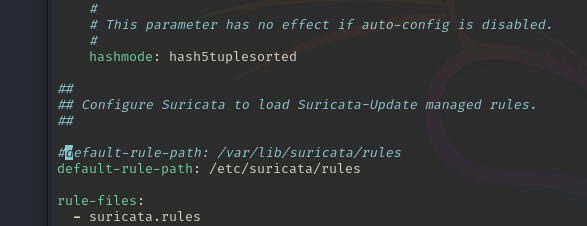 #
# This parameter has no effect if auto-config is disabled.
#
hashmode: hash5tuplesorted
##
## Configure Suricata to load Suricata-Update managed rules.
##
#default-rule-path: /var/lib/suricata/rules
default-rule-path: /etc/suricata/rules
rule-files:
- suricata.rules